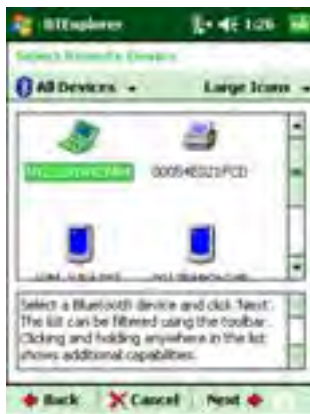 BTExplorer 1:26 ok
Select Remote Device
All Devices Large Icons
Select a Bluetooth device and click 'Next'.
The list can be filtered using the toolbar.
Clicking and holding anywhere in the list
shows additional capabilities.
Back Cancel Next